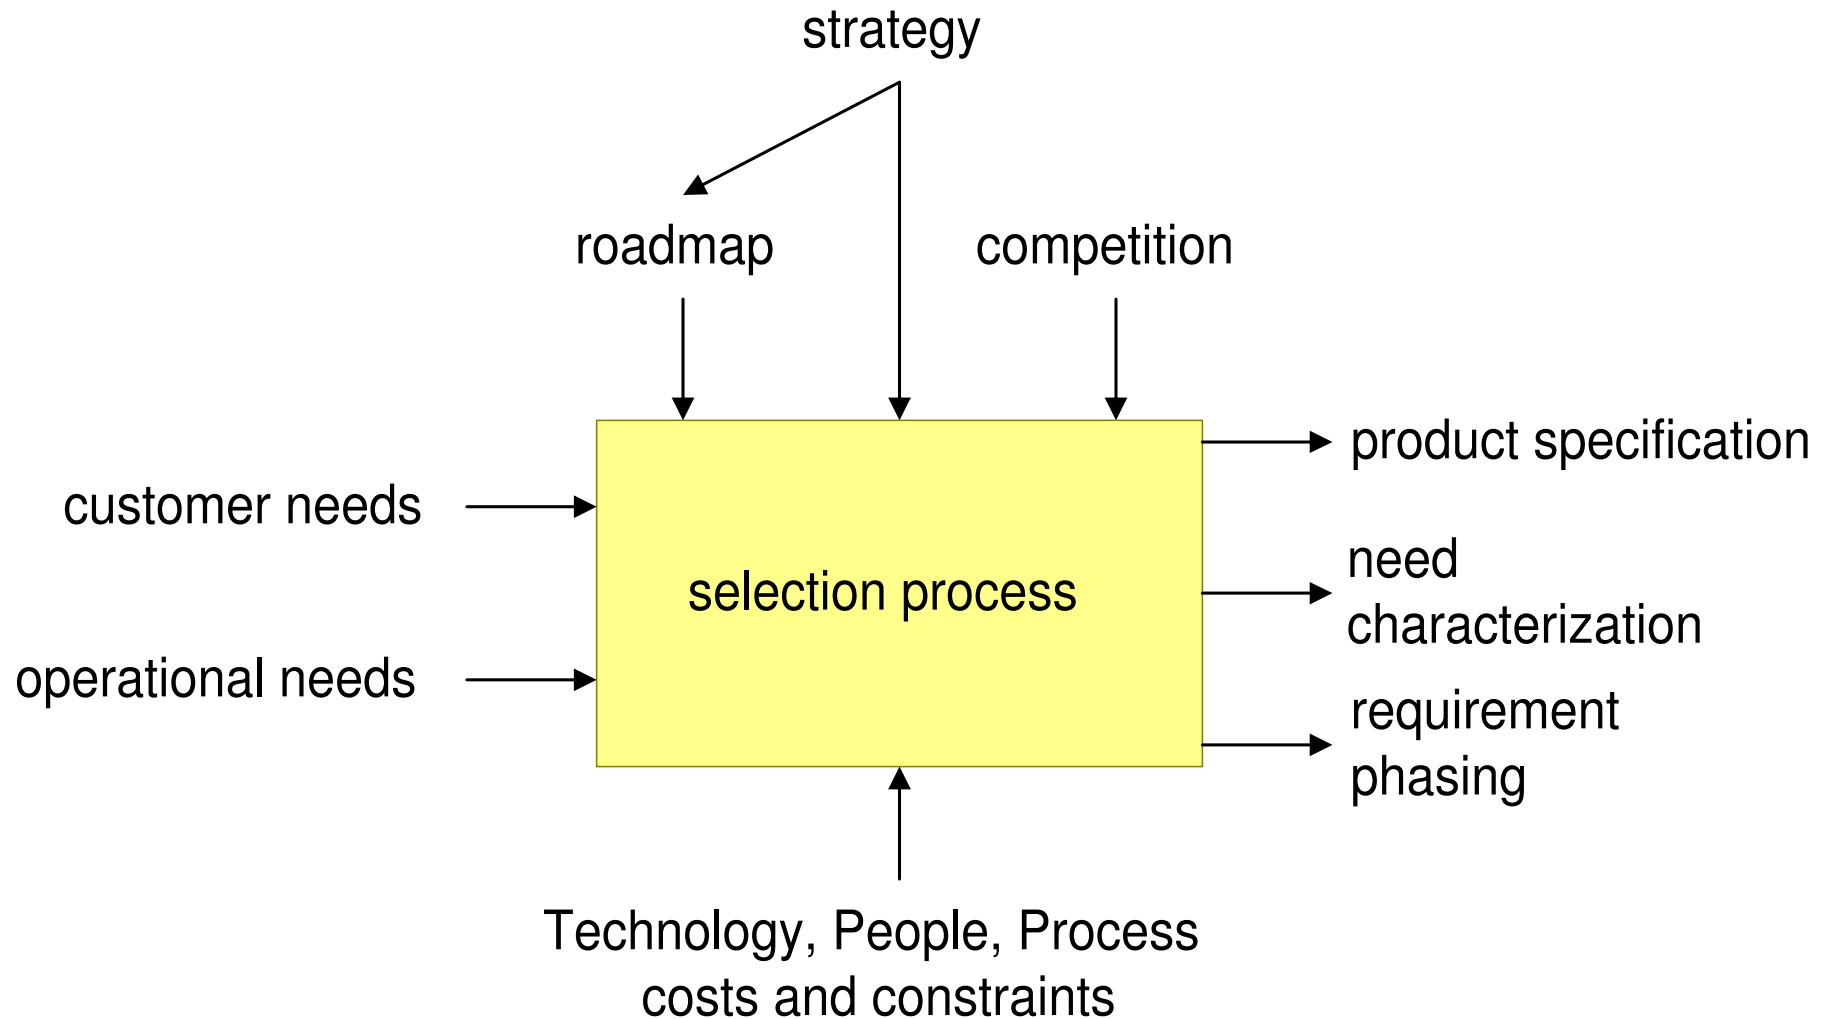 strategy
roadmap
competition
product specification
customer needs
need
characterization
selection process
operational needs
requirement
phasing
Technology, People, Process
costs and constraints